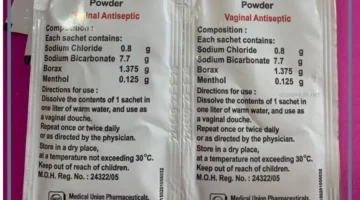 Powder
Vaginal Antiseptic
Composition :
Each sachet contains:
Sodium Chloride 0.8 g
Sodium Bicarbonate 7.7 g
Borax 1.375 g
Menthol 0.125 g
Directions for use :
Dissolve the contents of 1 sachet in
one liter of warm water, and use as
a vaginal douche.
Repeat once or twice daily
or as directed by the physician.
Store in a dry place,
at a temperature not exceeding 30°C.
Keep out of reach of children.
M.O.H. Reg. No. : 24322/05
Medical Union Pharmaceuticals,
Powder
Vaginal Antiseptic
Composition :
Each sachet contains:
Sodium Chloride 0.8 g
Sodium Bicarbonate 7.7 g
Borax 1.375 g
Menthol 0.125 g
Directions for use :
Dissolve the contents of 1 sachet in
one liter of warm water, and use as
a vaginal douche.
Repeat once or twice daily
or as directed by the physician.
Store in a dry place,
at a temperature not exceeding 30°C.
Keep out of reach of children.
M.O.H. Reg. No. : 24322/05
Medical Union Pharmaceuticals,